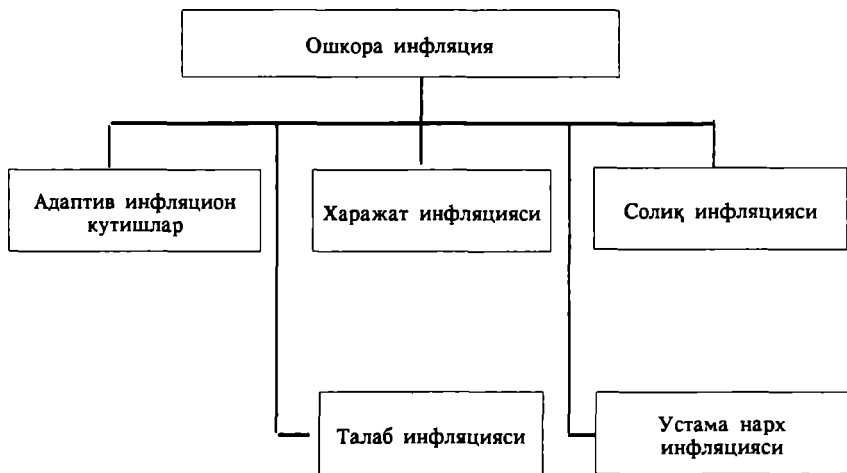 Ошкора инфляция
Адаптив инфляцион
кутишлар
Харажат инфляцияси
Солиқ инфляцияси
Талаб инфляцияси
Устама нарх
инфляцияси